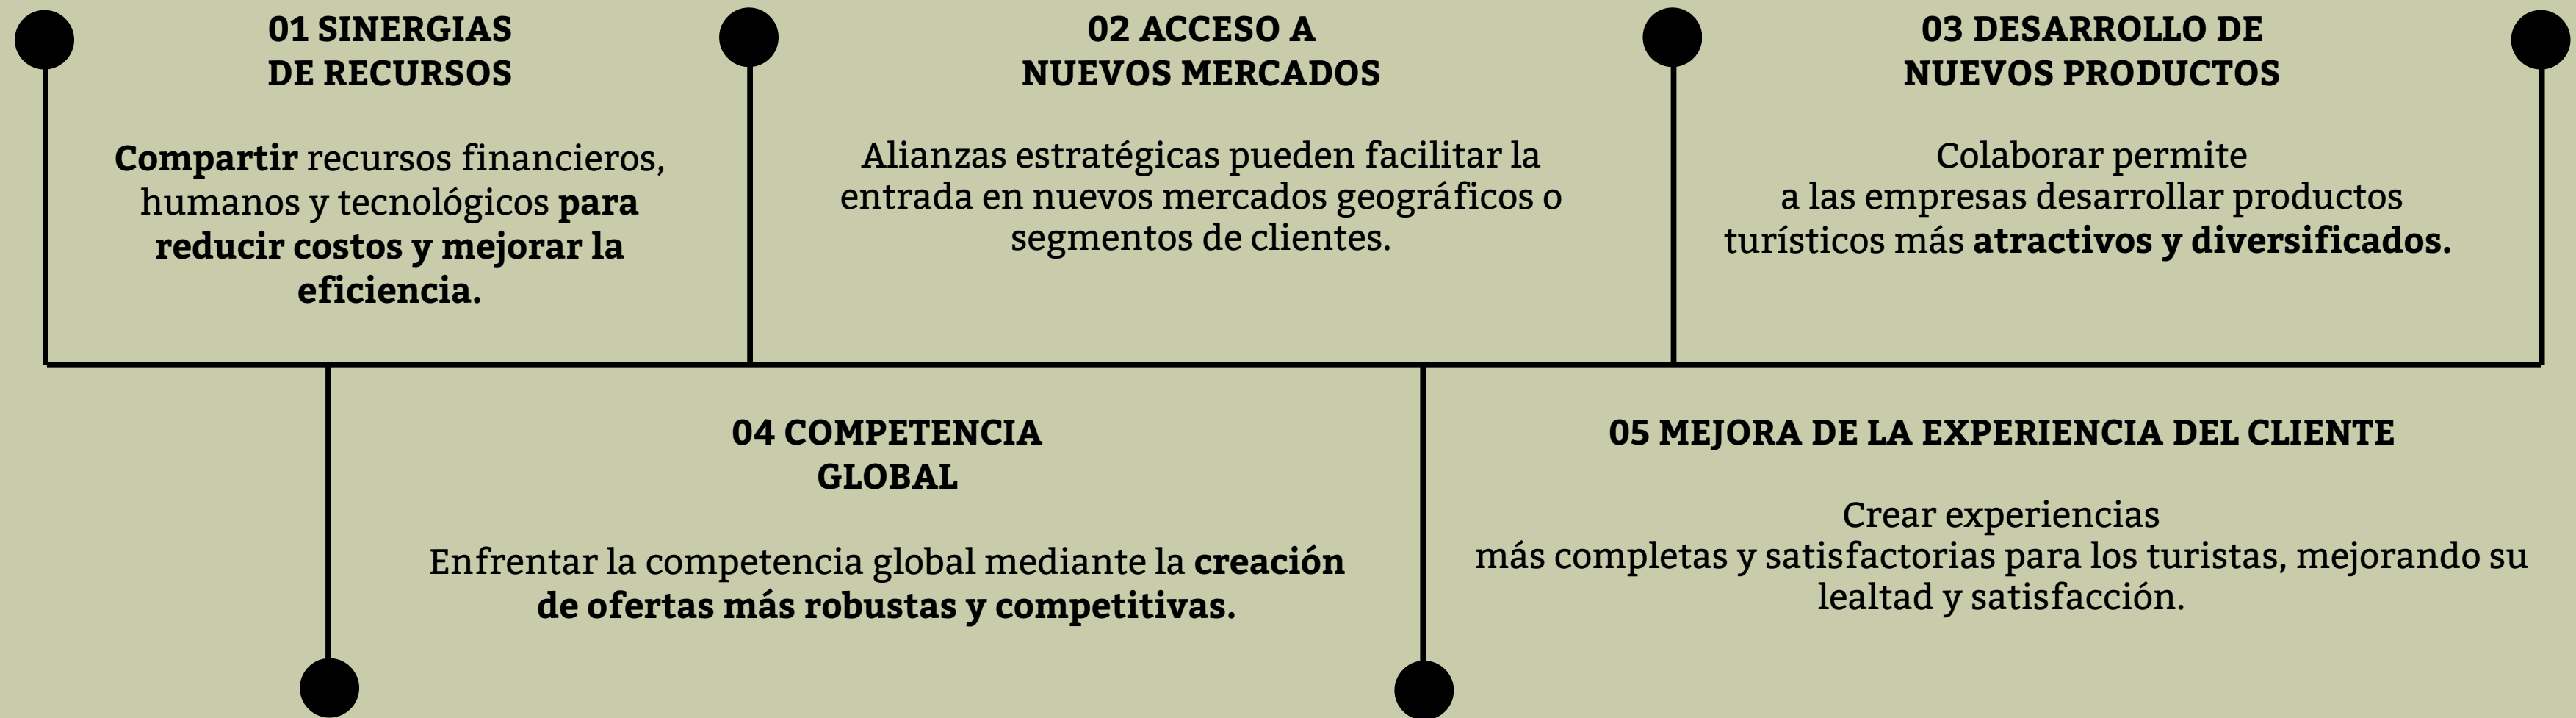 01 SINERGIAS
DE RECURSOS
Compartir recursos financieros,
humanos y tecnológicos para
reducir costos y mejorar la
eficiencia.
02 ACCESO A
NUEVOS MERCADOS
Alianzas estratégicas pueden facilitar la
entrada en nuevos mercados geográficos o
segmentos de clientes.
03 DESARROLLO DE
NUEVOS PRODUCTOS
Colaborar permite
a las empresas desarrollar productos
turísticos más atractivos y diversificados.
04 COMPETENCIA
GLOBAL
Enfrentar la competencia global mediante la creación
de ofertas más robustas y competitivas.
05 MEJORA DE LA EXPERIENCIA DEL CLIENTE
Crear experiencias
más completas y satisfactorias para los turistas, mejorando su
lealtad y satisfacción.